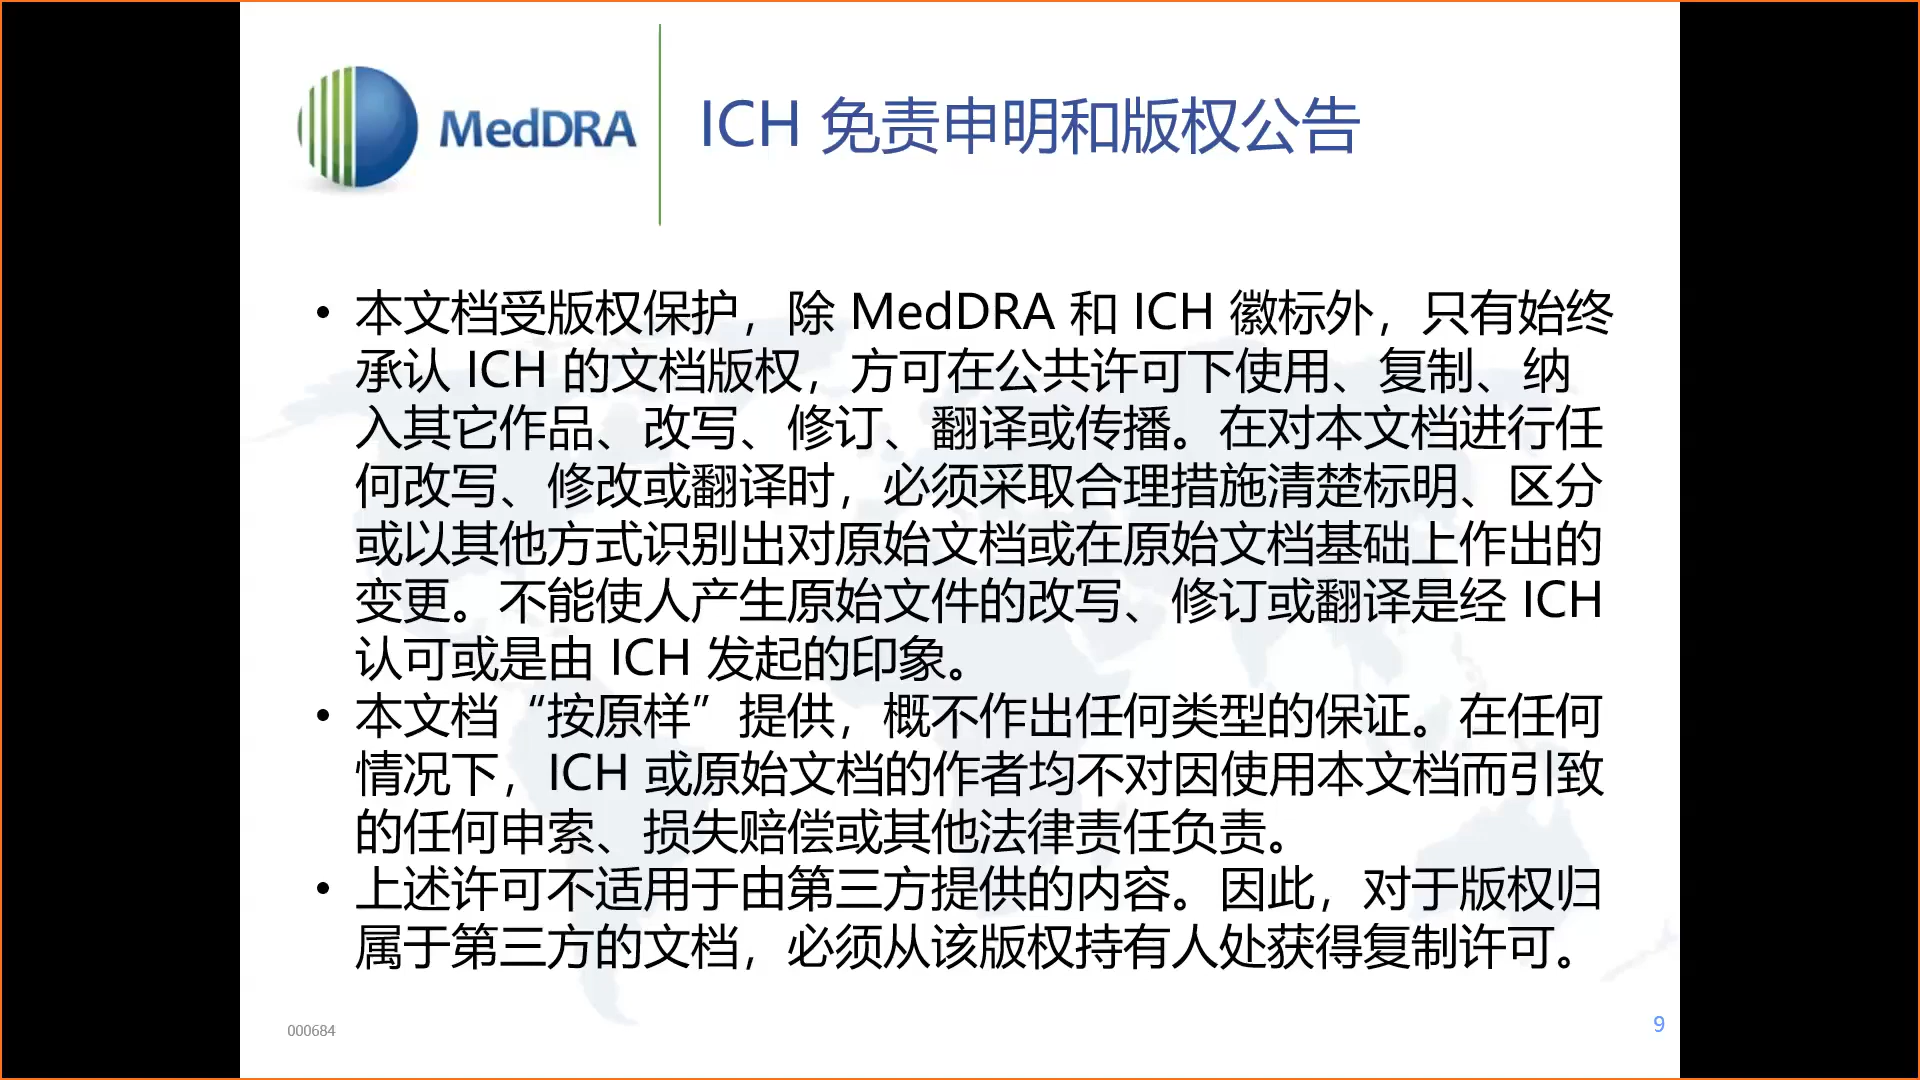 MedDRA
ICH 免责申明和版权公告
• 本文档受版权保护，除 MedDRA 和 ICH 徽标外，只有始终
承认 ICH 的文档版权，方可在公共许可下使用、复制、纳
入其它作品、改写、修订、翻译或传播。在对本文档进行任
何改写、修改或翻译时，必须采取合理措施清楚标明、区分
或以其他方式识别出对原始文档或在原始文档基础上作出的
变更。不能使人产生原始文件的改写、修订或翻译是经 ICH
认可或是由 ICH 发起的印象。
• 本文档“按原样”提供，概不作出任何类型的保证。在任何
情况下，ICH 或原始文档的作者均不对因使用本文档而引致
的任何申索、损失赔偿或其他法律责任负责。
• 上述许可不适用于由第三方提供的内容。因此，对于版权归
属于第三方的文档，必须从该版权持有人处获得复制许可。
000684
9